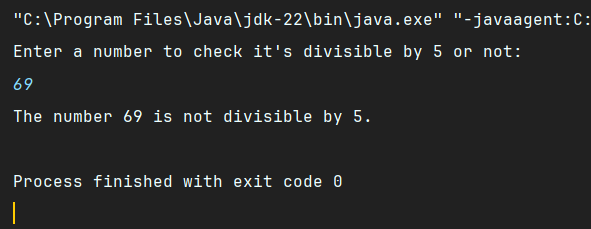 "C:\Program Files\Java\jdk-22\bin\java.exe" "-javaagent:C:
Enter a number to check it's divisible by 5 or not:
69
The number 69 is not divisible by 5.
Process finished with exit code 0